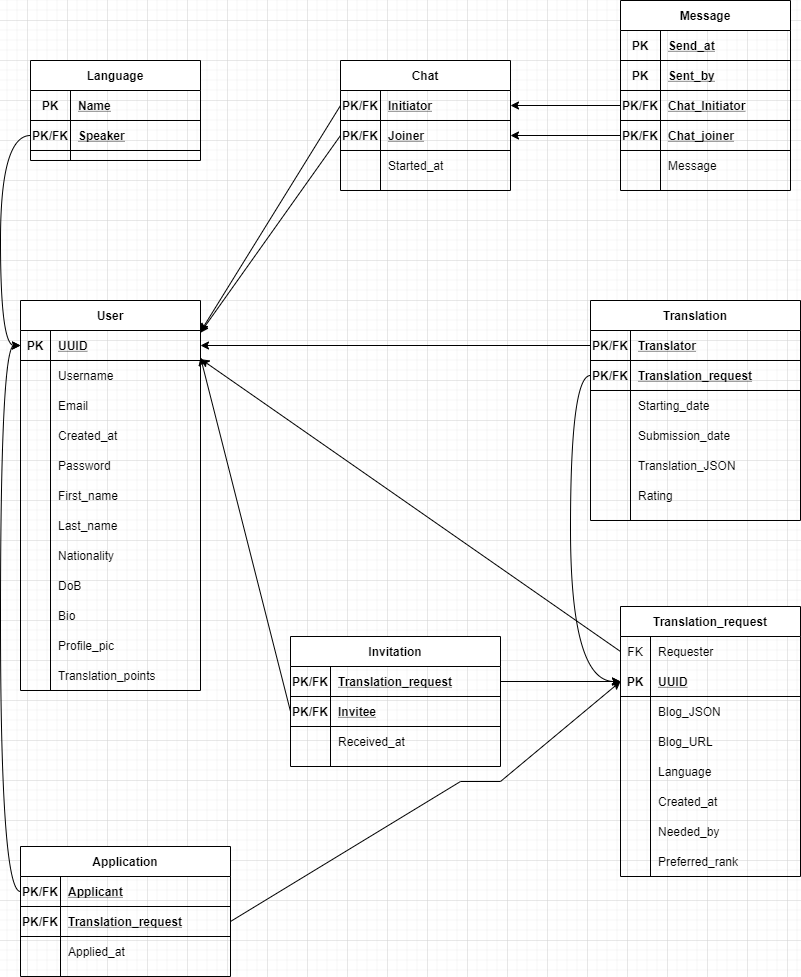 Message
PK Send_at
PK Sent_by
PK/FK Chat_Initiator
PK/FK Chat_joiner
Message
Language
PK Name
PK/FK Speaker
Chat
PK/FK Initiator
PK/FK Joiner
Started_at
User
PK UUID
Username
Email
Created_at
Password
First_name
Last_name
Nationality
DoB
Bio
Profile_pic
Translation_points
Translation
PK/FK Translator
PK/FK Translation_request
Starting_date
Submission_date
Translation_JSON
Rating
Translation_request
FK Requester
PK UUID
Blog_JSON
Blog_URL
Language
Created_at
Needed_by
Preferred_rank
Invitation
PK/FK Translation_request
PK/FK Invitee
Received_at
Application
PK/FK Applicant
PK/FK Translation_request
Applied_at